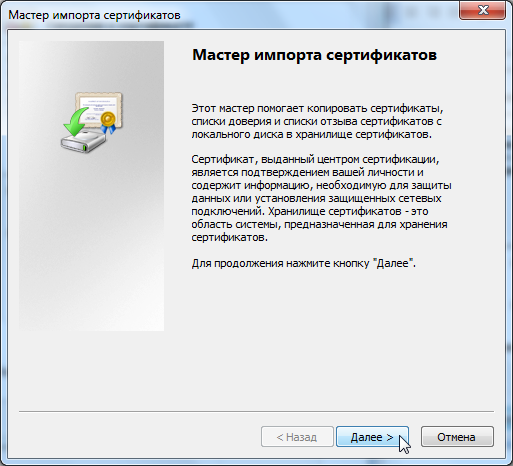 Мастер импорта сертификатов
Мастер импорта сертификатов
Этот мастер помогает копировать сертификаты,
списки доверия и списки отзыва сертификатов с
локального диска в хранилище сертификатов.
Сертификат, выданный центром сертификации,
является подтверждением вашей личности и
содержит информацию, необходимую для защиты
данных или установления защищенных сетевых
подключений. Хранилище сертификатов - это
область системы, предназначенная для хранения
сертификатов.
Для продолжения нажмите кнопку "Далее".
< Назад
Далее >
Отмена